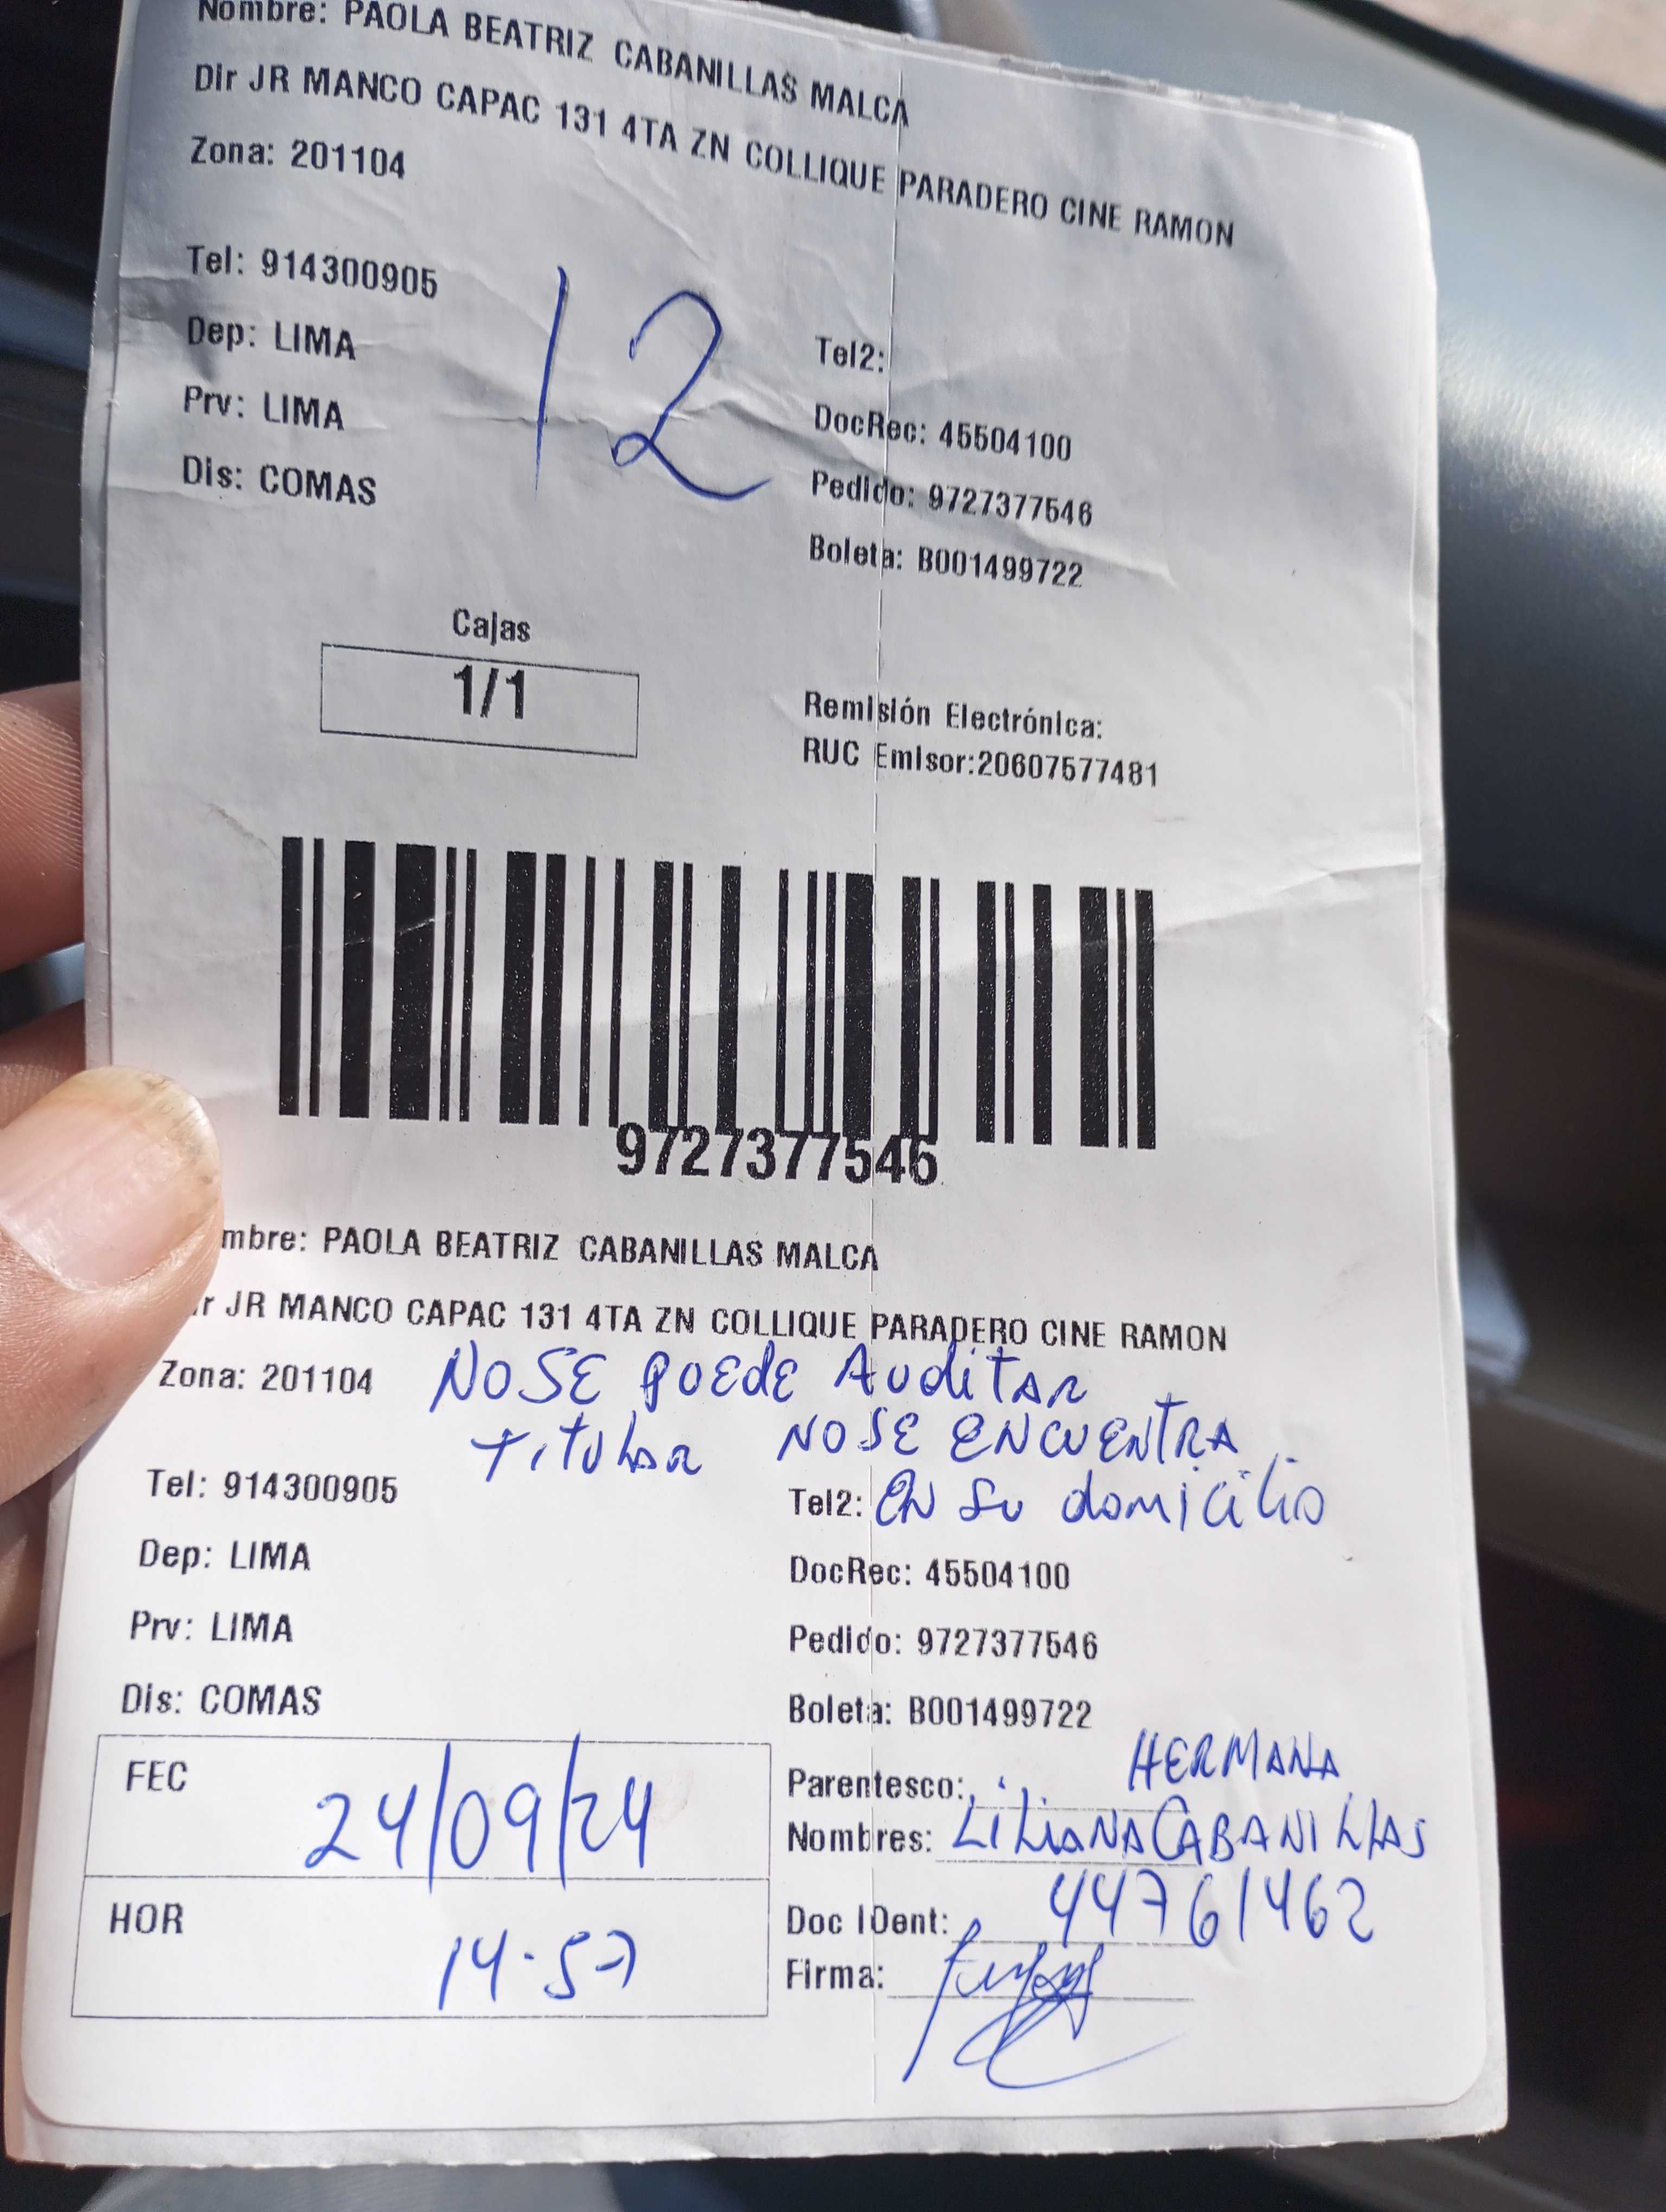 Nombre: PAOLA BEATRIZ CABANILLAS MALCA
Dir JR MANCO CAPAC 131 4TA ZN COLLIQUE PARADERO CINE RAMON
Zona: 201104
Tel: 914300905
12
Tel2:
Dep: LIMA
DocRec: 45504100
Prv: LIMA
Pedido: 9727377546
Dis: COMAS
Boleta: B001499722
Cajas
1/1
Remisión Electrónica:
RUC Emisor:20607577481
9727377546
mbre: PAOLA BEATRIZ CABANILLAS MALCA
ir JR MANCO CAPAC 131 4TA ZN COLLIQUE PARADERO CINE RAMON
Zona: 201104 NO SE PUEDE AUditAR
titular NO SE ENCUENTRA
Tel: 914300905
Tel2: EN SU domicilio
Dep: LIMA
DocRec: 45504100
Prv: LIMA
Pedido: 9727377546
Dis: COMAS
Boleta: B001499722
FEC 24/09/24
Parentesco: HERMANA
Nombres: LiLiANA CABANILLAS
HOR 14:57
Doc IDent: 44761462
Firma: